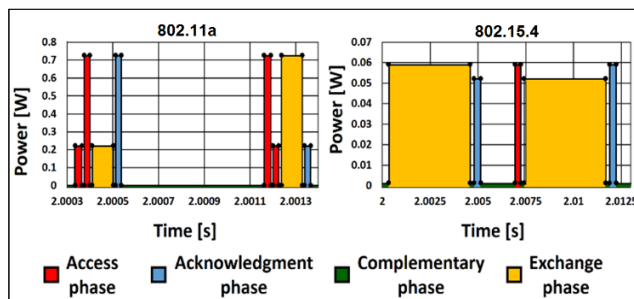 802.11a
802.15.4
Power [W]
0.8
0.7
0.6
0.5
0.4
0.3
0.2
0.1
0
2.0003 2.0005 2.0007 2.0009 2.0011 2.0013
Time [s]
Power [W]
0.07
0.06
0.05
0.04
0.03
0.02
0.01
0
2 2.0025 2.005 2.0075 2.01 2.0125
Time [s]
Access phase
Acknowledgment phase
Complementary phase
Exchange phase